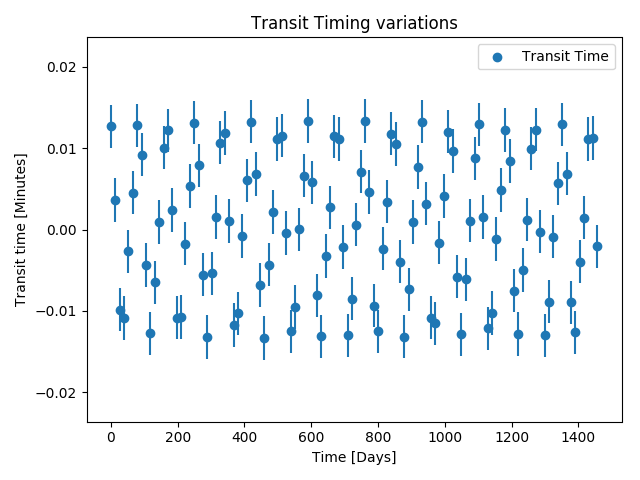 Transit Timing variations
Transit Time
0.02
0.01
0.00
−0.01
−0.02
Transit time [Minutes]
0 200 400 600 800 1000 1200 1400
Time [Days]